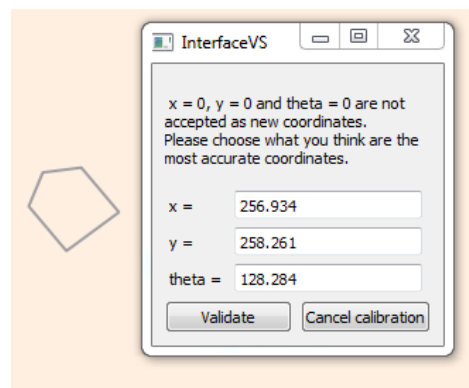 InterfaceVS
x = 0, y = 0 and theta = 0 are not
accepted as new coordinates.
Please choose what you think are the
most accurate coordinates.
x = 256.934
y = 258.261
theta = 128.284
Validate Cancel calibration